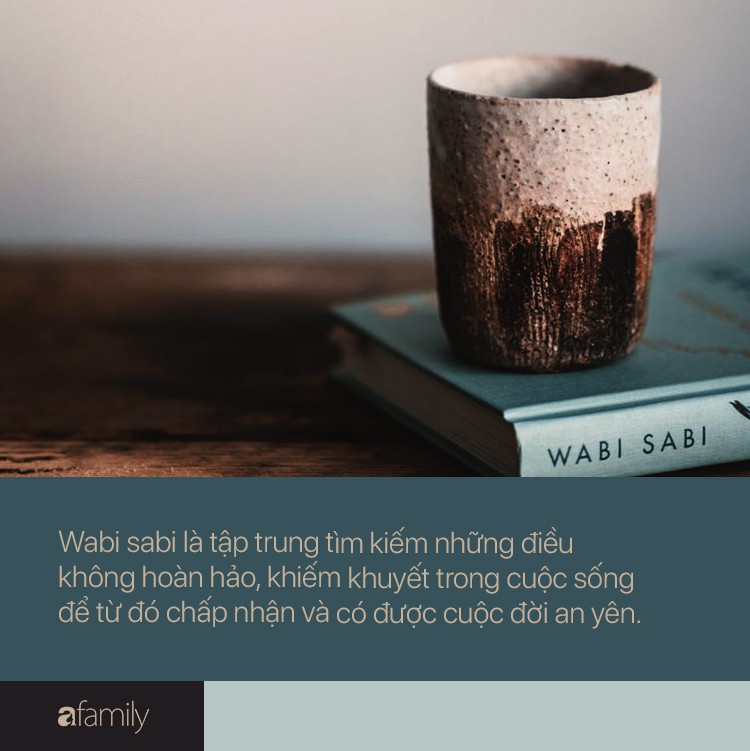 WABI SABI
Wabi sabi là tập trung tìm kiếm những điều
không hoàn hảo, khiếm khuyết trong cuộc sống
để từ đó chấp nhận và có được cuộc đời an yên.
afamily